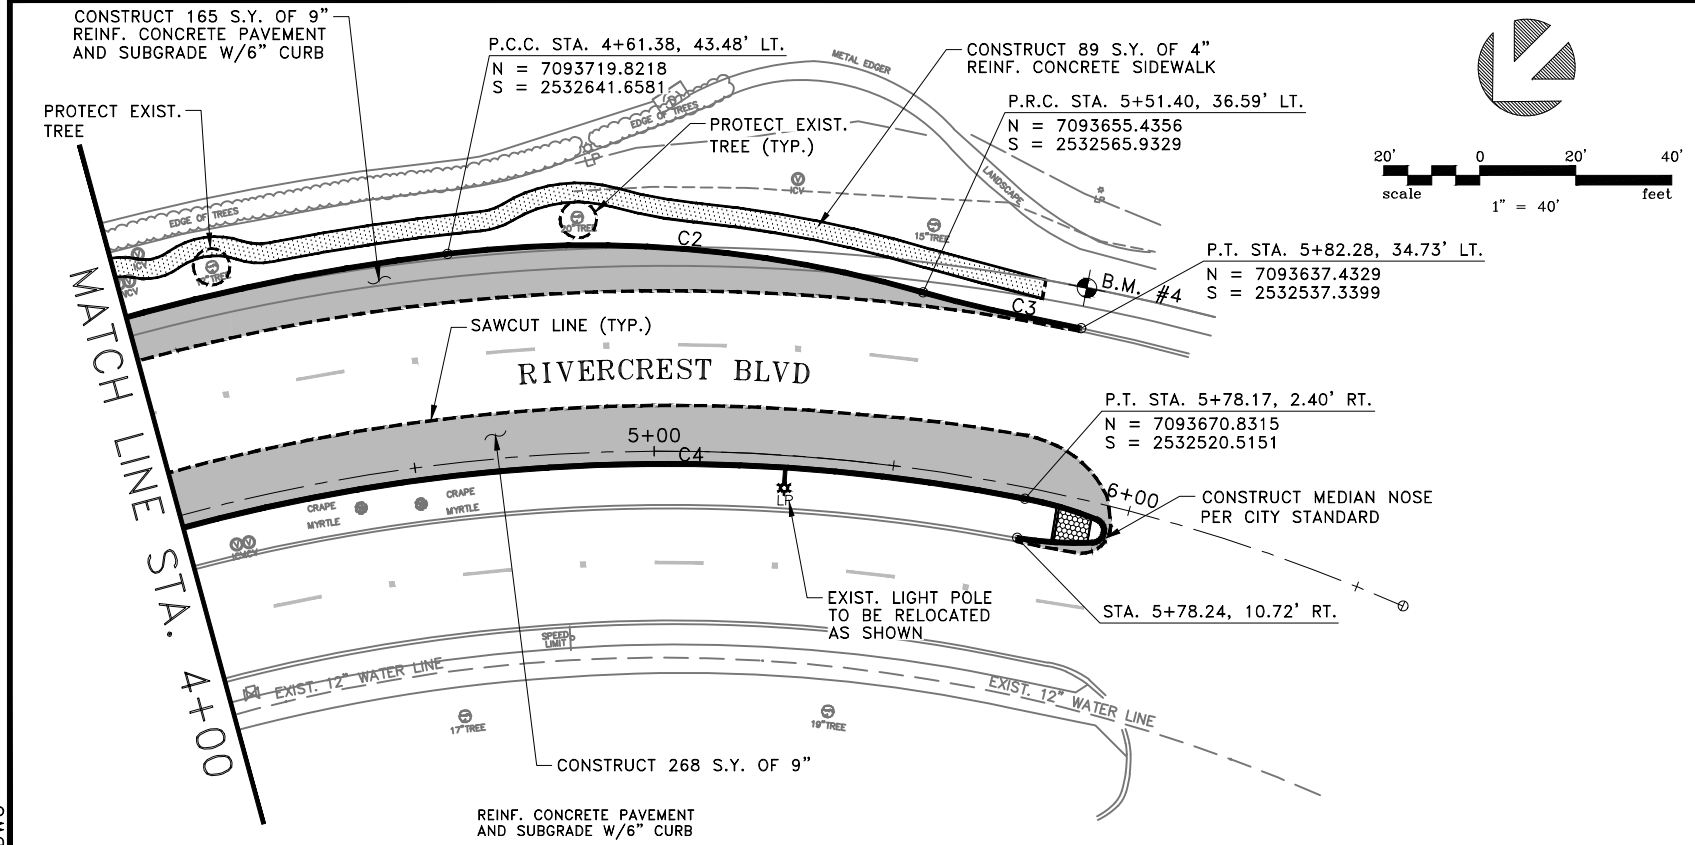 CONSTRUCT 165 S.Y. OF 9"
REINF. CONCRETE PAVEMENT
AND SUBGRADE W/6" CURB
P.C.C. STA. 4+61.38, 43.48' LT.
N = 7093719.8218
S = 2532641.6581
METAL EDGER
CONSTRUCT 89 S.Y. OF 4"
REINF. CONCRETE SIDEWALK
P.R.C. STA. 5+51.40, 36.59' LT.
N = 7093655.4356
S = 2532565.9329
20' 0 20' 40'
scale feet
1" = 40'
PROTECT EXIST.
TREE
EDGE OF TREES
PROTECT EXIST.
TREE (TYP.)
LP
ICV
LANDSCAPE
LP
EDGE OF TREES
20"TREE
15"TREE
C2
P.T. STA. 5+82.28, 34.73' LT.
N = 7093637.4329
S = 2532537.3399
ICV
TREE
ICV
B.M. #4
C3
SAWCUT LINE (TYP.)
RIVERCREST BLVD
MATCH LINE STA. 4+00
P.T. STA. 5+78.17, 2.40' RT.
N = 7093670.8315
S = 2532520.5151
5+00
C4
6+00
CONSTRUCT MEDIAN NOSE
PER CITY STANDARD
CRAPE
MYRTLE
CRAPE
MYRTLE
LP
EXIST. LIGHT POLE
TO BE RELOCATED
AS SHOWN
STA. 5+78.24, 10.72' RT.
SPEED
LIMIT
EXIST. 12" WATER LINE
EXIST. 12" WATER LINE
17"TREE
19"TREE
CONSTRUCT 268 S.Y. OF 9"
REINF. CONCRETE PAVEMENT
AND SUBGRADE W/6" CURB